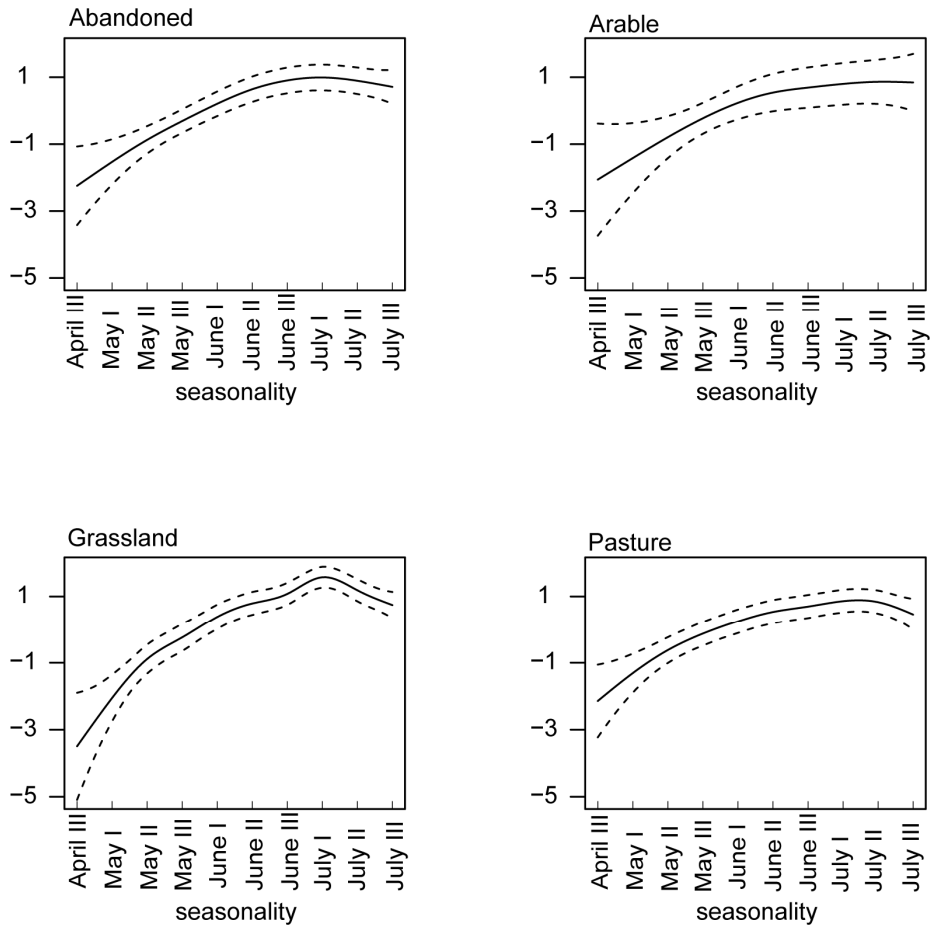 Abandoned
1
−1
−3
−5
April III
May I
May II
May III
June I
June II
June III
July I
July II
July III
seasonality
Arable
1
−1
−3
−5
April III
May I
May II
May III
June I
June II
June III
July I
July II
July III
seasonality
Grassland
1
−1
−3
−5
April III
May I
May II
May III
June I
June II
June III
July I
July II
July III
seasonality
Pasture
1
−1
−3
−5
April III
May I
May II
May III
June I
June II
June III
July I
July II
July III
seasonality